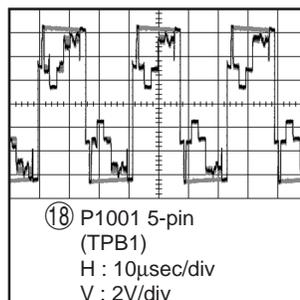 ⑱ P1001 5-pin
(TPB1)
H : 10μsec/div
V : 2V/div